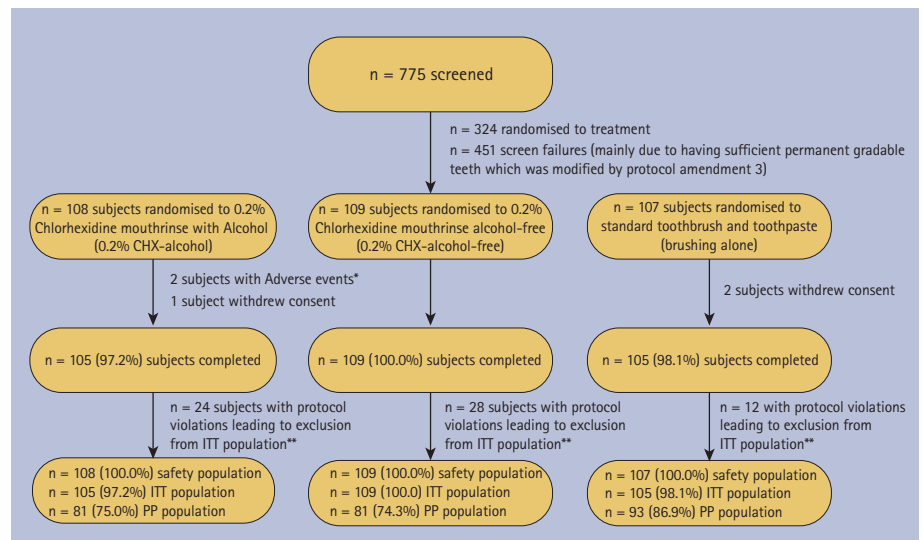 n = 775 screened
n = 324 randomised to treatment
n = 451 screen failures (mainly due to having sufficient permanent gradable
teeth which was modified by protocol amendment 3)
n = 108 subjects randomised to 0.2%
Chlorhexidine mouthrinse with Alcohol
(0.2% CHX-alcohol)
n = 109 subjects randomised to 0.2%
Chlorhexidine mouthrinse alcohol-free
(0.2% CHX-alcohol-free)
n = 107 subjects randomised to
standard toothbrush and toothpaste
(brushing alone)
2 subjects with Adverse events*
1 subject withdrew consent
2 subjects withdrew consent
n = 105 (97.2%) subjects completed
n = 109 (100.0%) subjects completed
n = 105 (98.1%) subjects completed
n = 24 subjects with protocol
violations leading to exclusion
from ITT population**
n = 28 subjects with protocol
violations leading to exclusion
from ITT population**
n = 12 with protocol violations
leading to exclusion from
ITT population**
n = 108 (100.0%) safety population
n = 105 (97.2%) ITT population
n = 81 (75.0%) PP population
n = 109 (100.0%) safety population
n = 109 (100.0) ITT population
n = 81 (74.3%) PP population
n = 107 (100.0%) safety population
n = 105 (98.1%) ITT population
n = 93 (86.9%) PP population